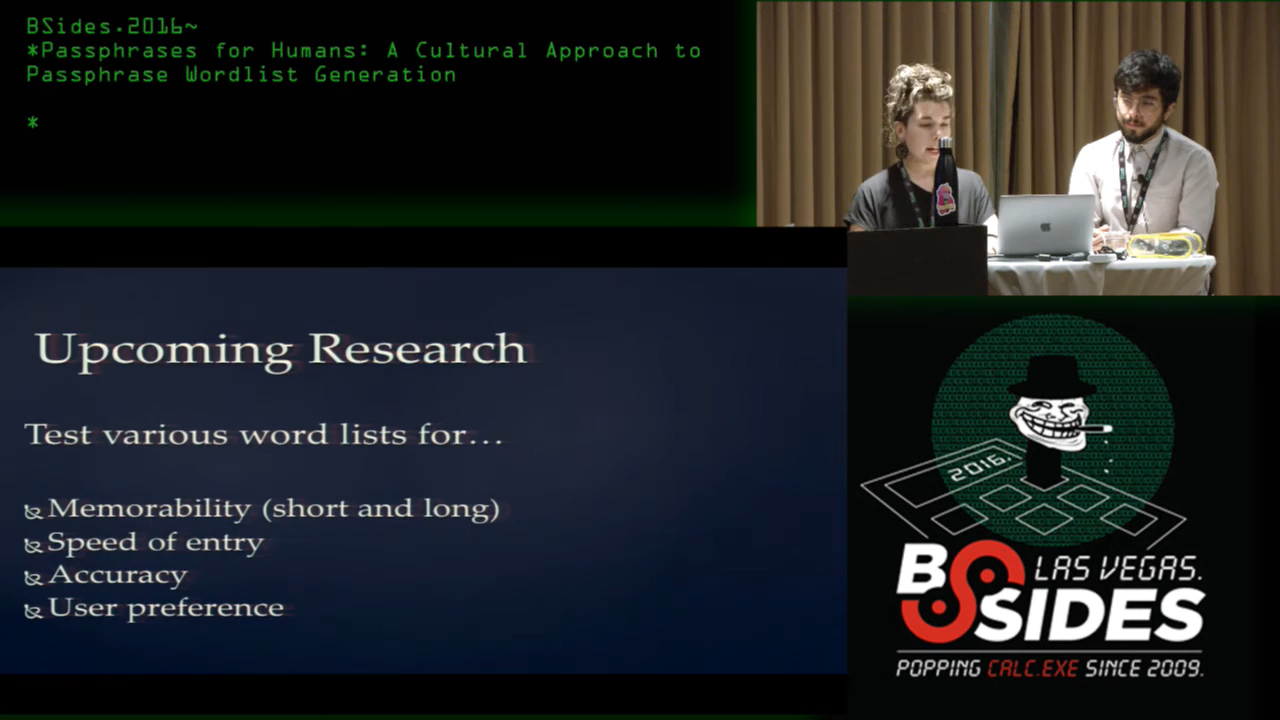 BSides.2016~
*Passphrases for Humans: A Cultural Approach to
Passphrase Wordlist Generation
*
Upcoming Research
Test various word lists for...
Memorability (short and long)
Speed of entry
Accuracy
User preference
2016.
BSIDES
LAS VEGAS.
POPPING CALC.EXE SINCE 2009.